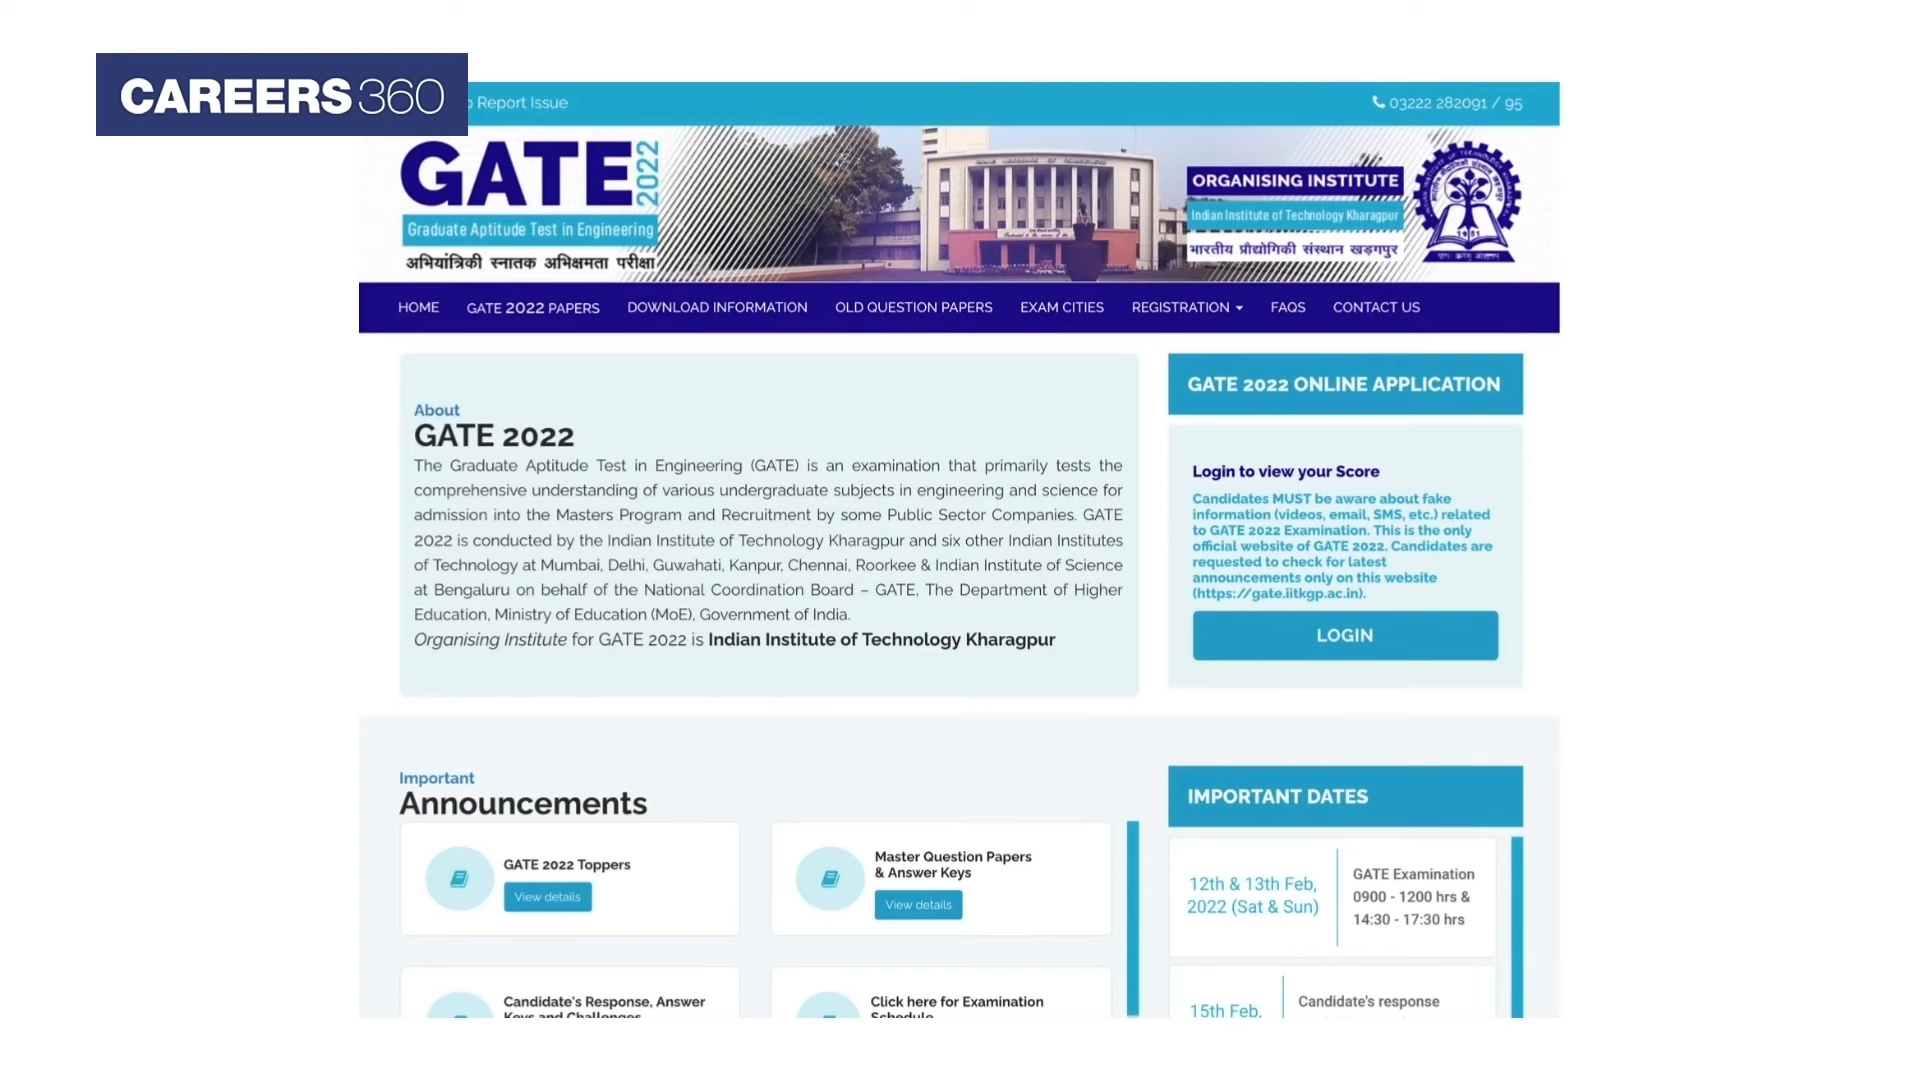 CAREERS360
Report Issue
03222 282091 / 95
GATE 2022
Graduate Aptitude Test in Engineering
अभियांत्रिकी स्नातक अभिक्षमता परीक्षा
ORGANISING INSTITUTE
Indian Institute of Technology Kharagpur
भारतीय प्रौद्योगिकी संस्थान खड़गपुर
1951
HOME GATE 2022 PAPERS DOWNLOAD INFORMATION OLD QUESTION PAPERS EXAM CITIES REGISTRATION FAQS CONTACT US
About
GATE 2022
The Graduate Aptitude Test in Engineering (GATE) is an examination that primarily tests the
comprehensive understanding of various undergraduate subjects in engineering and science for
admission into the Masters Program and Recruitment by some Public Sector Companies. GATE
2022 is conducted by the Indian Institute of Technology Kharagpur and six other Indian Institutes
of Technology at Mumbai, Delhi, Guwahati, Kanpur, Chennai, Roorkee & Indian Institute of Science
at Bengaluru on behalf of the National Coordination Board – GATE, The Department of Higher
Education, Ministry of Education (MoE), Government of India.
Organising Institute for GATE 2022 is Indian Institute of Technology Kharagpur
GATE 2022 ONLINE APPLICATION
Login to view your Score
Candidates MUST be aware about fake
information (videos, email, SMS, etc.) related
to GATE 2022 Examination. This is the only
official website of GATE 2022. Candidates are
requested to check for latest
announcements only on this website
(https://gate.iitkgp.ac.in).
LOGIN
Important
Announcements
GATE 2022 Toppers
View details
Master Question Papers
& Answer Keys
View details
Candidate's Response, Answer
Keys and Challenges
Click here for Examination
Schedule
IMPORTANT DATES
12th & 13th Feb,
2022 (Sat & Sun)
GATE Examination
0900 - 1200 hrs &
14:30 - 17:30 hrs
15th Feb,
Candidate's response